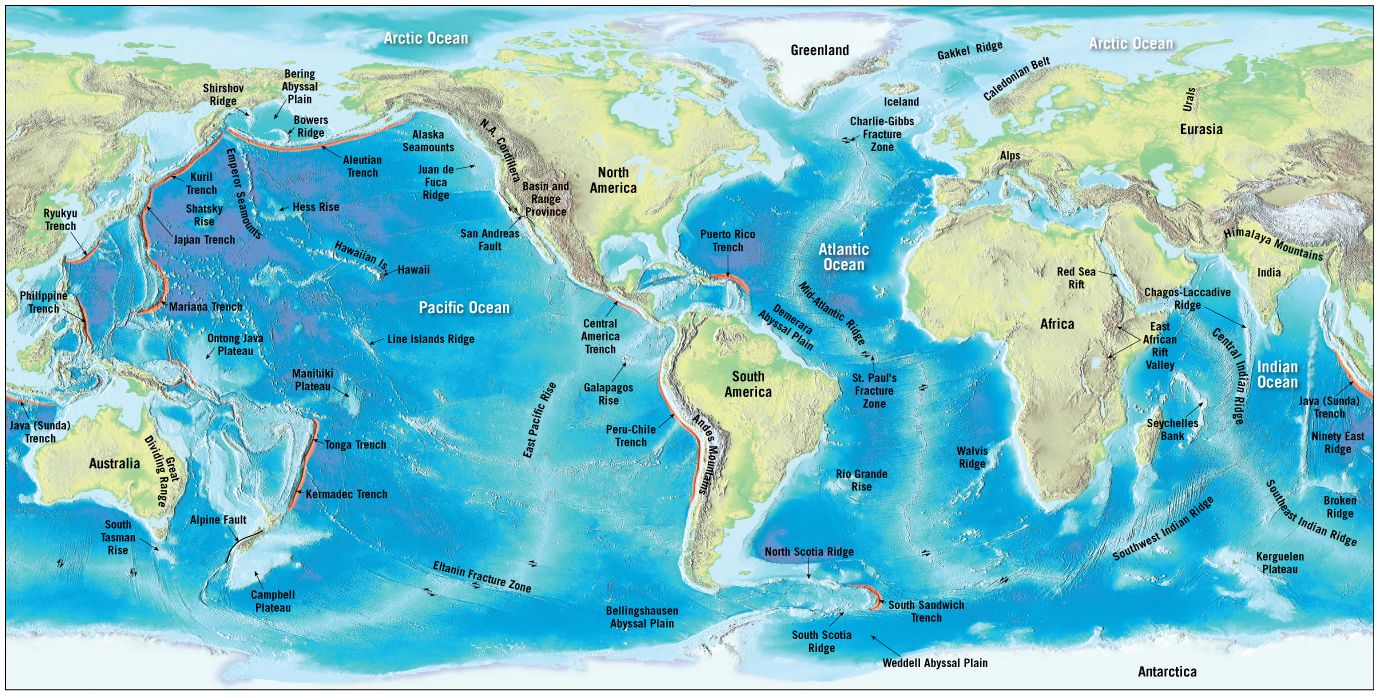 Arctic Ocean
Greenland
Gakkel Ridge
Arctic Ocean
Caledonian Belt
Shirshov
Ridge
Bering
Abyssal
Plain
Bowers
Ridge
Iceland
Charlie-Gibbs
Fracture
Zone
Urals
Eurasia
Alaska
Seamounts
N.A. Cordillera
Aleutian
Trench
Emperor Seamounts
Kuril
Trench
Juan de
Fuca
Ridge
Basin and
Range
Province
North
America
Alps
Shatsky
Rise
Hess Rise
Ryukyu
Trench
Japan Trench
San Andreas
Fault
Puerto Rico
Trench
Atlantic
Ocean
Himalaya Mountains
Hawaiian Is.
Hawaii
Red Sea
Rift
India
Philippine
Trench
Mariana Trench
Pacific Ocean
Mid-Atlantic Ridge
Demerara
Abyssal Plain
Chagos-Laccadive
Ridge
Africa
East
African
Rift
Valley
Central
America
Trench
Ontong Java
Plateau
Line Islands Ridge
Central Indian Ridge
Indian
Ocean
Manihiki
Plateau
Galapagos
Rise
South
America
St. Paul's
Fracture
Zone
Java (Sunda)
Trench
East Pacific Rise
Peru-Chile
Trench
Andes Mountains
Seychelles
Bank
Java (Sunda)
Trench
Australia
Great
Dividing Range
Tonga Trench
Walvis
Ridge
Ninety East
Ridge
Kermadec Trench
Rio Grande
Rise
Broken
Ridge
South
Tasman
Rise
Alpine Fault
Southwest Indian Ridge
Southeast Indian Ridge
Campbell
Plateau
Eltanin Fracture Zone
North Scotia Ridge
Kerguelen
Plateau
Bellingshausen
Abyssal Plain
South Sandwich
Trench
South Scotia
Ridge
Weddell Abyssal Plain
Antarctica